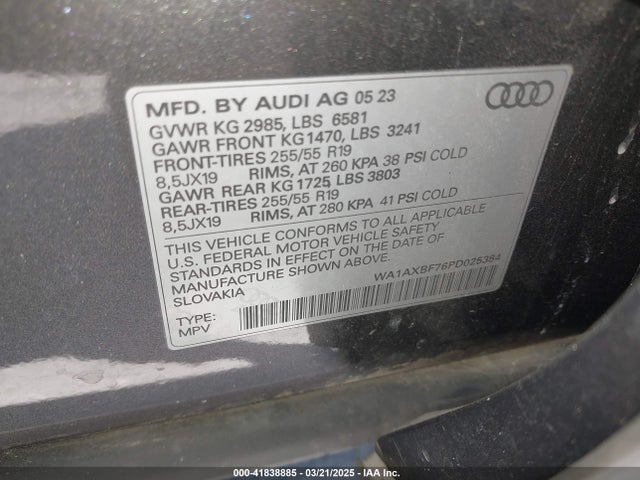 MFD. BY AUDI AG 05 23
GVWR KG 2985, LBS 6581
GAWR FRONT KG1470, LBS 3241
FRONT-TIRES 255/55 R19
8,5JX19 RIMS, AT 260 KPA 38 PSI COLD
GAWR REAR KG1725, LBS 3803
REAR-TIRES 255/55 R19
8,5JX19 RIMS, AT 280 KPA 41 PSI COLD
THIS VEHICLE CONFORMS TO ALL APPLICABLE
U.S. FEDERAL MOTOR VEHICLE SAFETY
STANDARDS IN EFFECT ON THE DATE OF
MANUFACTURE SHOWN ABOVE.
SLOVAKIA
WA1AXBF76PD025384
TYPE:
MPV
000-41838885 - 03/21/2025 - IAA Inc.